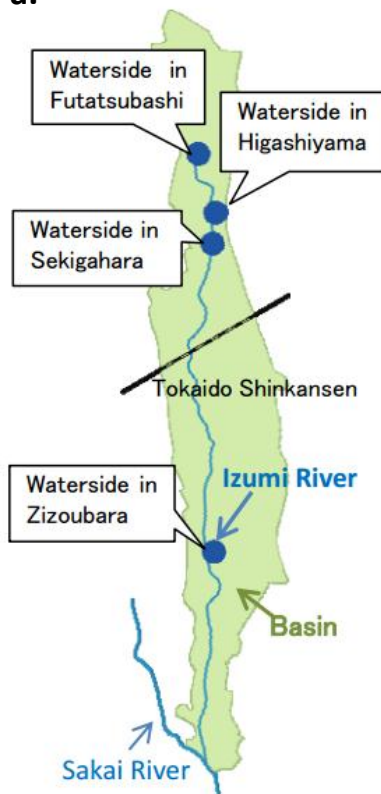 a.
Waterside in
Futatsubashi
Waterside in
Higashiyama
Waterside in
Sekigahara
Tokaido Shinkansen
Waterside in
Zizoubara
Izumi River
Basin
Sakai River